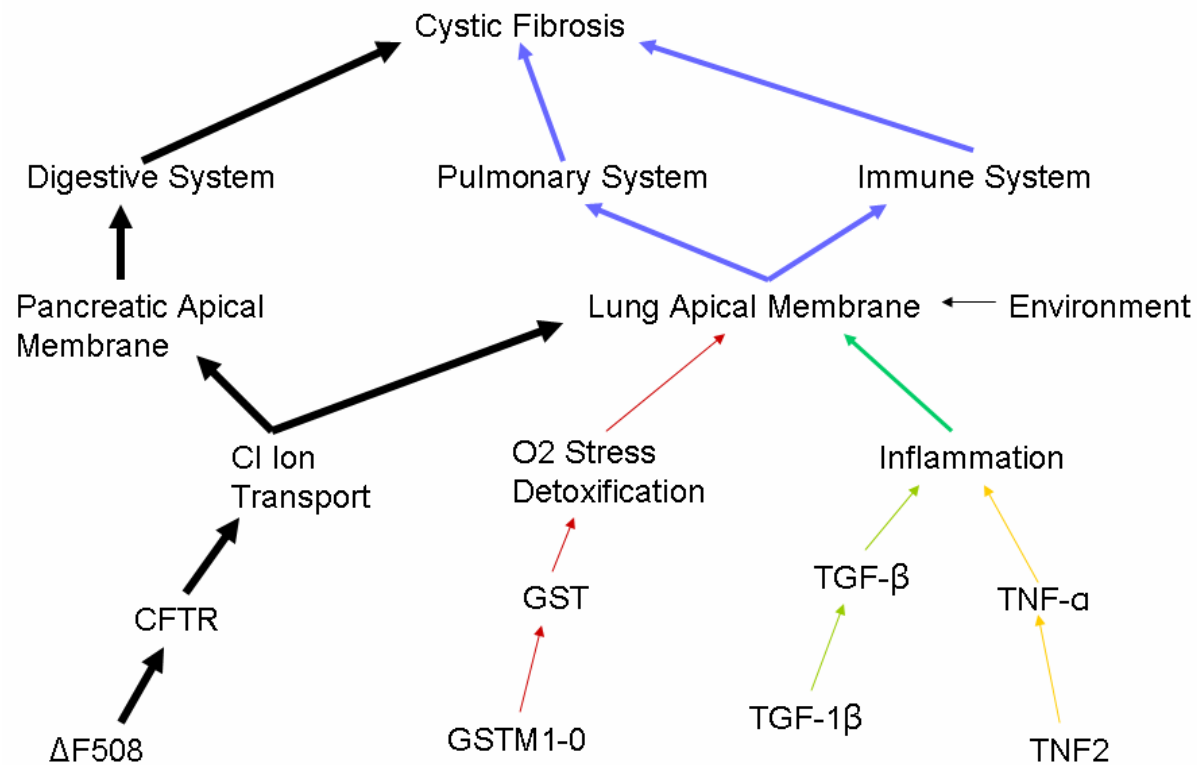 Cystic Fibrosis
Digestive System
Pulmonary System
Immune System
Pancreatic Apical
Membrane
Lung Apical Membrane
Environment
Cl Ion
Transport
O2 Stress
Detoxification
Inflammation
CFTR
GST
TGF-β
TNF-α
ΔF508
GSTM1-0
TGF-1β
TNF2